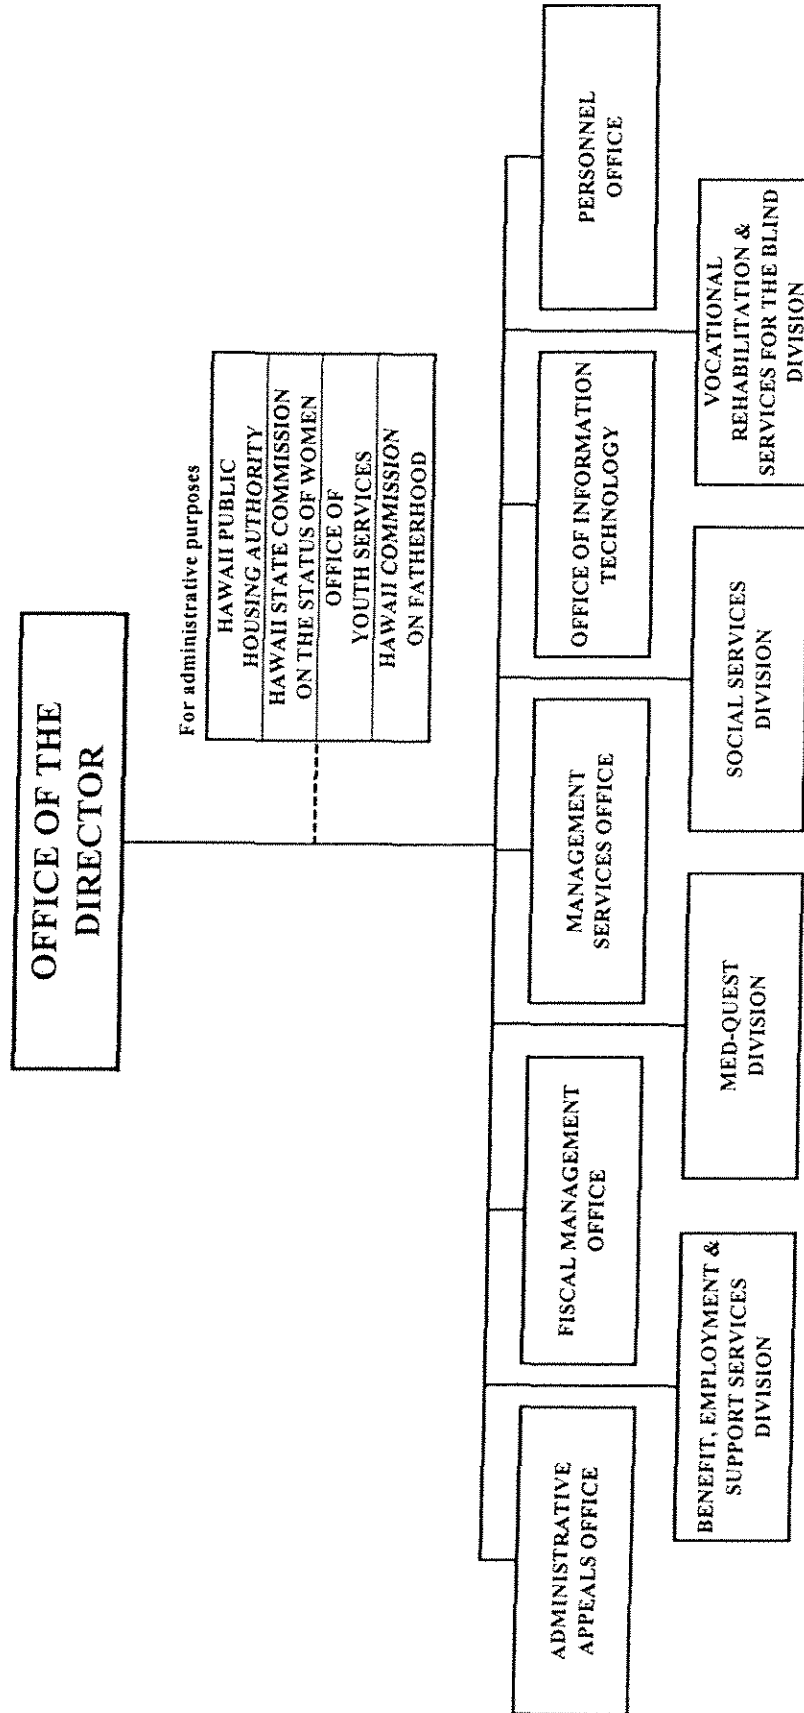 OFFICE OF THE
DIRECTOR
For administrative purposes
HAWAII PUBLIC
HOUSING AUTHORITY
HAWAII STATE COMMISSION
ON THE STATUS OF WOMEN
OFFICE OF
YOUTH SERVICES
HAWAII COMMISSION
ON FATHERHOOD
ADMINISTRATIVE
APPEALS OFFICE
FISCAL MANAGEMENT
OFFICE
MANAGEMENT
SERVICES OFFICE
OFFICE OF INFORMATION
TECHNOLOGY
PERSONNEL
OFFICE
BENEFIT, EMPLOYMENT &
SUPPORT SERVICES
DIVISION
MED-QUEST
DIVISION
SOCIAL SERVICES
DIVISION
VOCATIONAL
REHABILITATION &
SERVICES FOR THE BLIND
DIVISION